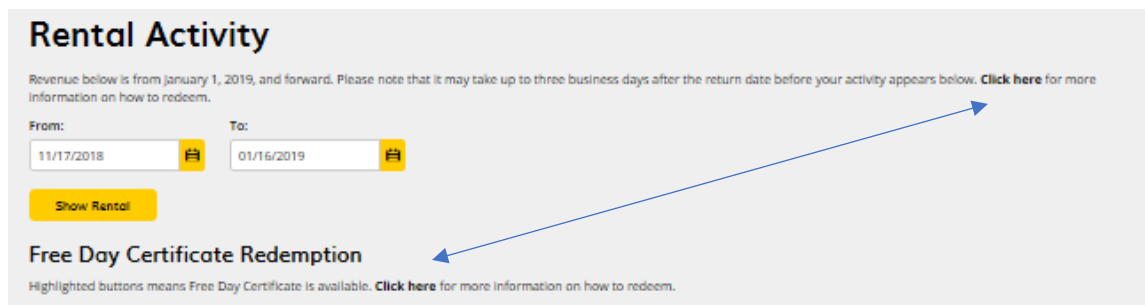 Rental Activity
Revenue below is from January 1, 2019, and forward. Please note that it may take up to three business days after the return date before your activity appears below. Click here for more
information on how to redeem.
From: To:
11/17/2018 01/16/2019
Show Rental
Free Day Certificate Redemption
Highlighted buttons means Free Day Certificate is available. Click here for more information on how to redeem.